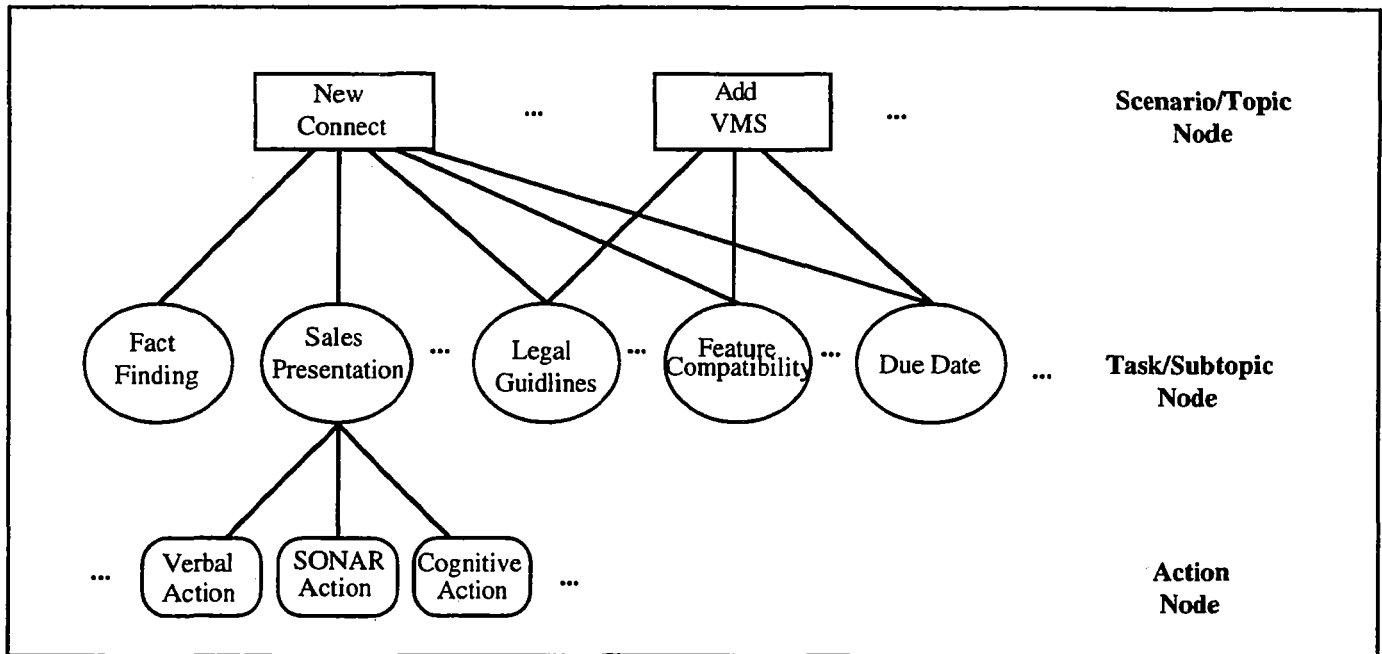 New
Connect
...
Add
VMS
...
Scenario/Topic
Node
Fact
Finding
Sales
Presentation
...
Legal
Guidlines
...
Feature
Compatibility
...
Due Date
...
Task/Subtopic
Node
...
Verbal
Action
SONAR
Action
Cognitive
Action
...
Action
Node